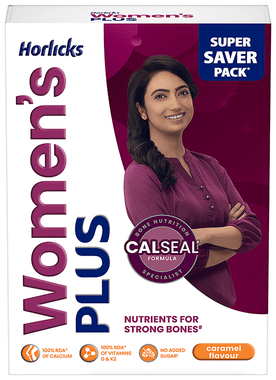 Horlicks
Women's
PLUS
SUPER
SAVER
PACK*
BONE NUTRITION
CALSEAL
FORMULA
SPECIALIST
NUTRIENTS FOR
STRONG BONES#
100% RDA^
OF CALCIUM
100% RDA^
OF VITAMINS
D & K2
NO ADDED
SUGAR
caramel
flavour